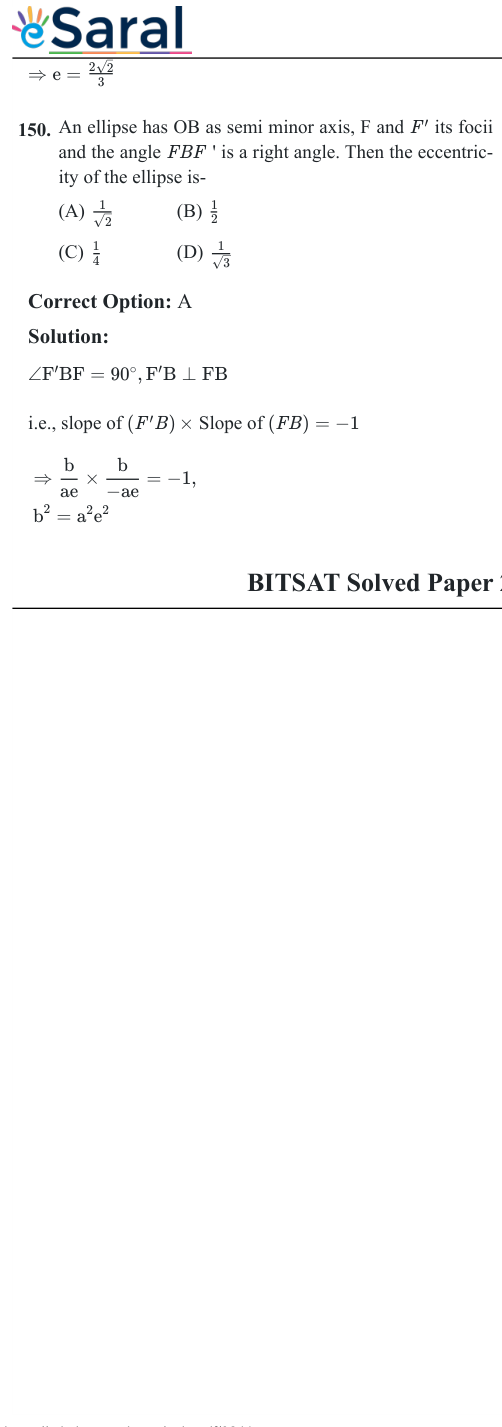 eSaral
⇒ e = 2√2/3
150. An ellipse has OB as semi minor axis, F and F′ its focii
and the angle FBF ' is a right angle. Then the eccentric-
ity of the ellipse is-
(A) 1/√2 (B) 1/2
(C) 1/4 (D) 1/√3
Correct Option: A
Solution:
∠F′BF = 90°, F′B ⊥ FB
i.e., slope of (F′B) × Slope of (FB) = −1
⇒ b/ae × b/−ae = −1,
b² = a²e²
BITSAT Solved Paper